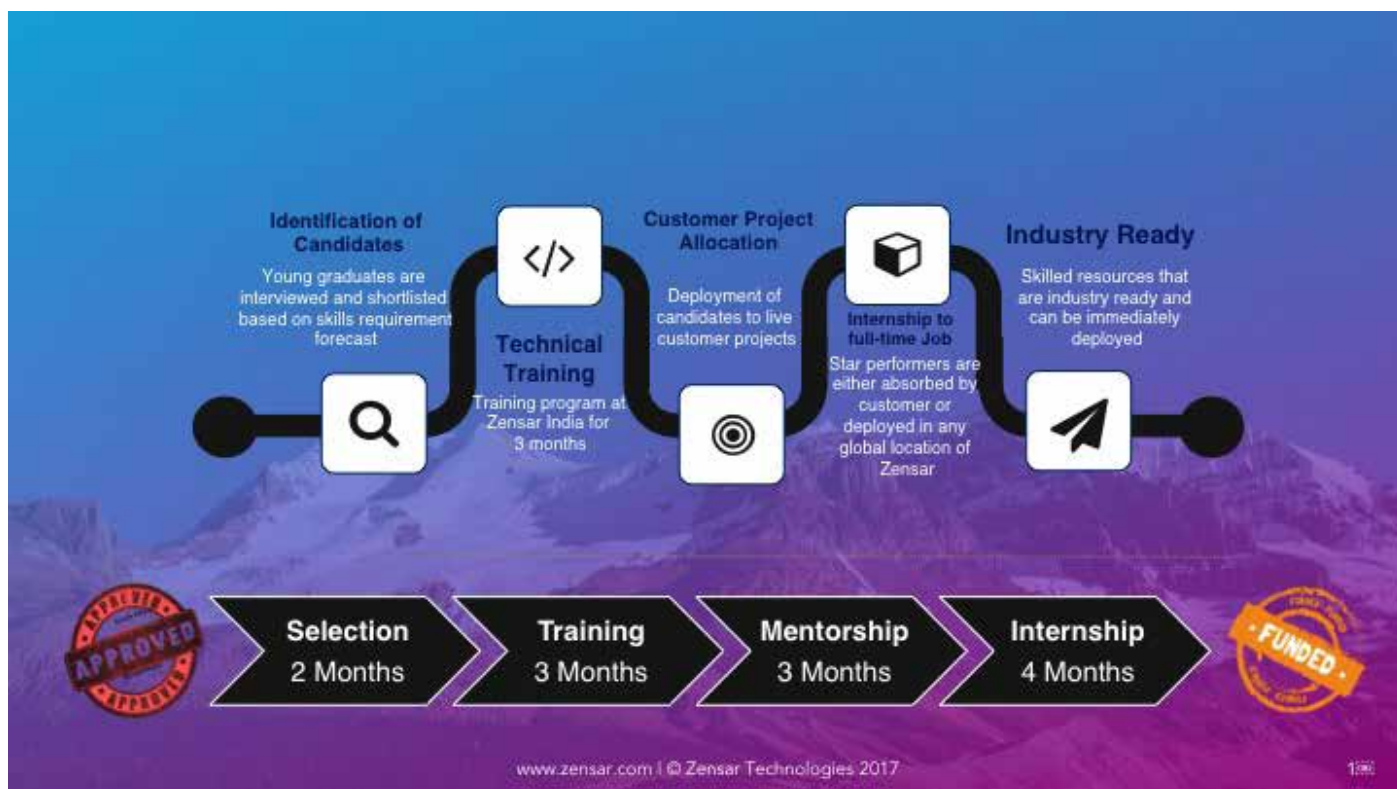 Identification of
Candidates
Young graduates are
interviewed and shortlisted
based on skills requirement
forecast
</>
Technical
Training
Training program at
Zensar India for
3 months
Customer Project
Allocation
Deployment of
candidates to live
customer projects
Internship to
full-time Job
Star performers are
either absorbed by
customer or
deployed in any
global location of
Zensar
Industry Ready
Skilled resources that
are industry ready and
can be immediately
deployed
APPROVED
APPROVED
APPROVED
Selection
2 Months
Training
3 Months
Mentorship
3 Months
Internship
4 Months
FUNDED
www.zensar.com | © Zensar Technologies 2017
1